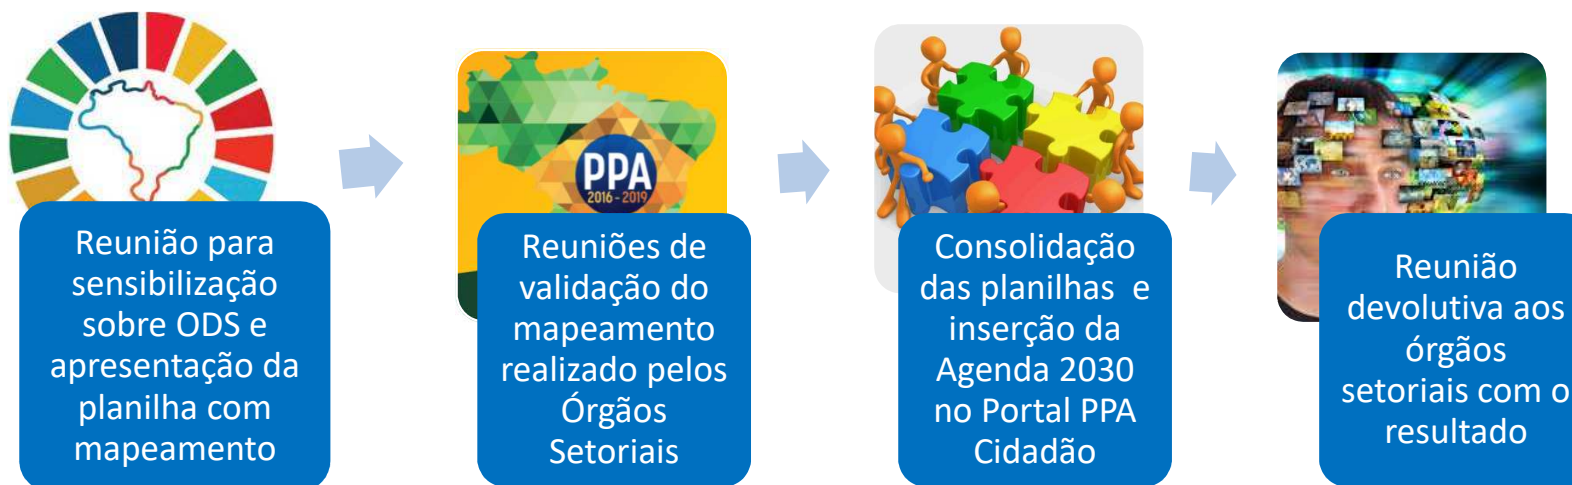 Reunião para
sensibilização
sobre ODS e
apresentação da
planilha com
mapeamento
PPA
2016 - 2019
Reuniões de
validação do
mapeamento
realizado pelos
Órgãos
Setoriais
Consolidação
das planilhas e
inserção da
Agenda 2030
no Portal PPA
Cidadão
Reunião
devolutiva aos
órgãos
setoriais com o
resultado